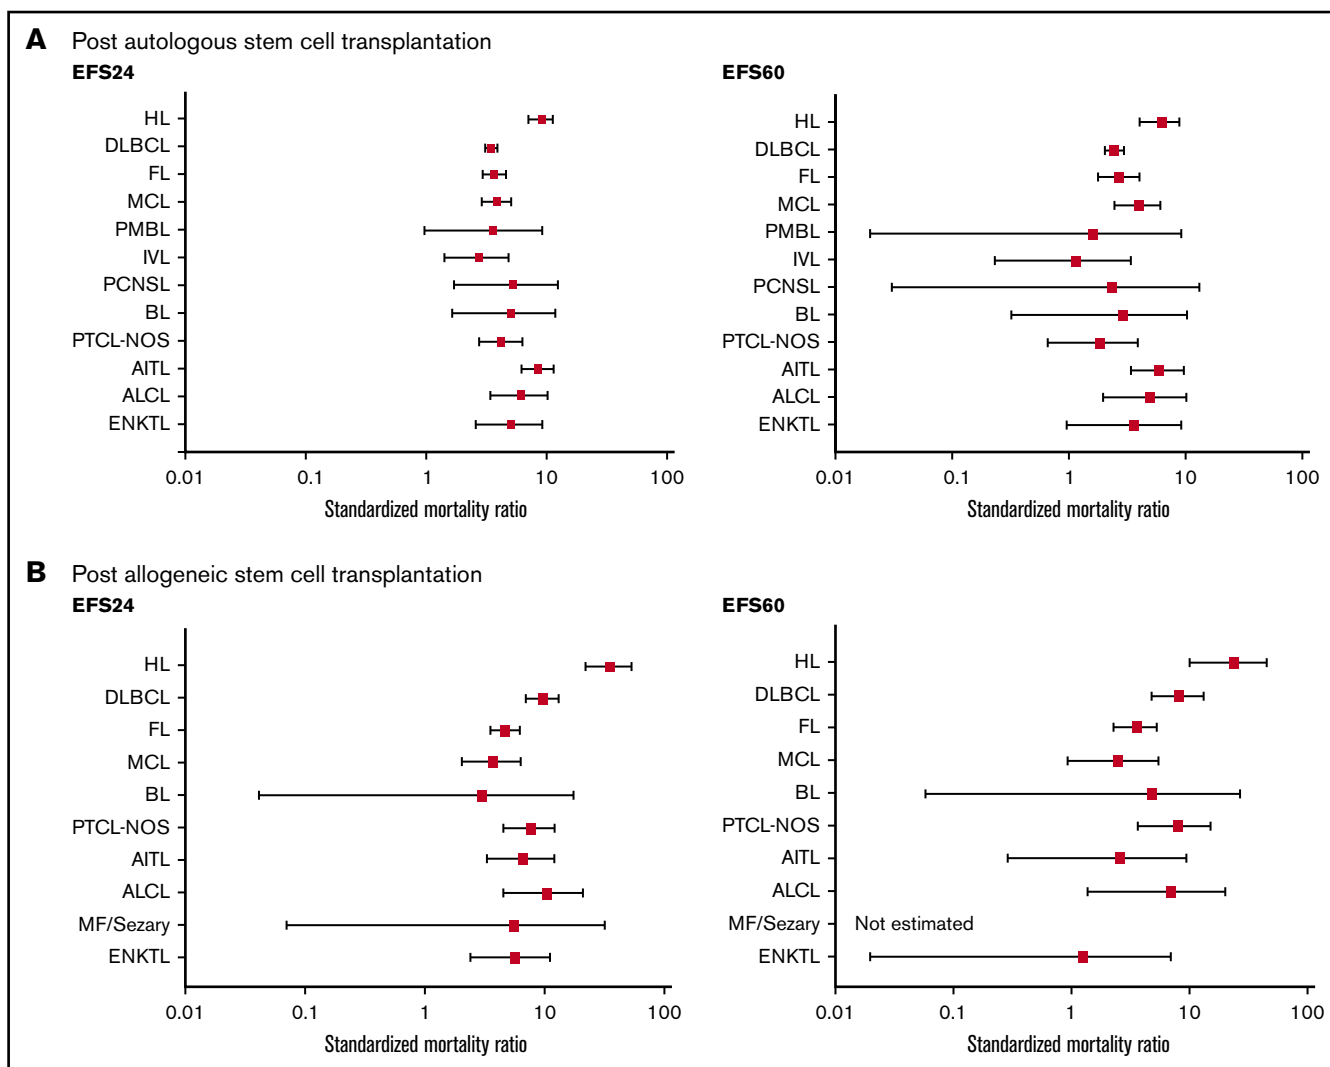 A Post autologous stem cell transplantation
EFS24
HL
DLBCL
FL
MCL
PMBL
IVL
PCNSL
BL
PTCL-NOS
AITL
ALCL
ENKTL
0.01 0.1 1 10 100
Standardized mortality ratio
EFS60
HL
DLBCL
FL
MCL
PMBL
IVL
PCNSL
BL
PTCL-NOS
AITL
ALCL
ENKTL
0.01 0.1 1 10 100
Standardized mortality ratio
B Post allogeneic stem cell transplantation
EFS24
HL
DLBCL
FL
MCL
BL
PTCL-NOS
AITL
ALCL
MF/Sezary
ENKTL
0.01 0.1 1 10 100
Standardized mortality ratio
EFS60
HL
DLBCL
FL
MCL
BL
PTCL-NOS
AITL
ALCL
MF/Sezary Not estimated
ENKTL
0.01 0.1 1 10 100
Standardized mortality ratio